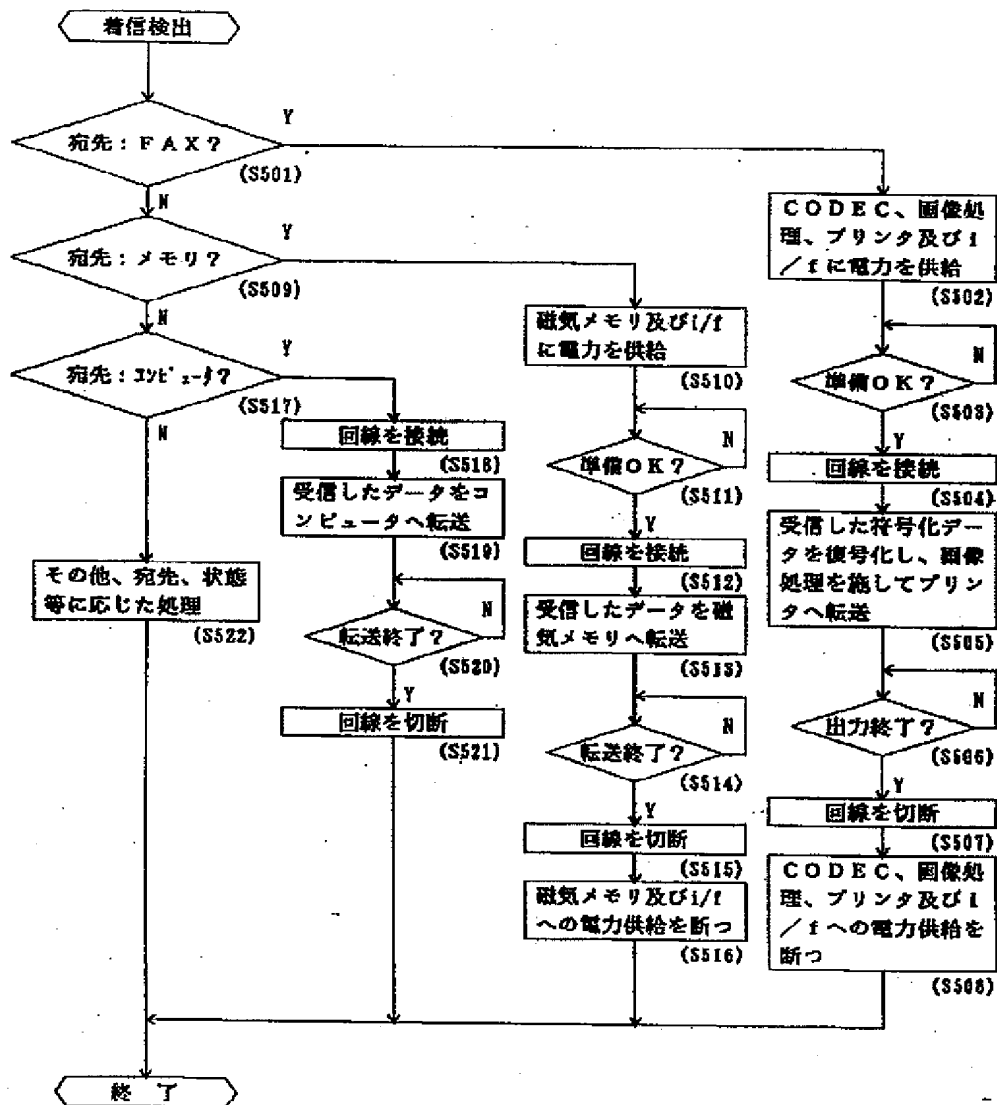 着信検出
宛先:FAX?
Y
(S501)
N
宛先:メモリ?
Y
(S509)
N
宛先:コンピュータ?
Y
(S517)
N
その他、宛先、状態
等に応じた処理
(S522)
回線を接続
(S518)
受信したデータをコ
ンピュータへ転送
(S519)
N
転送終了?
(S520)
Y
回線を切断
(S521)
磁気メモリ及びi/f
に電力を供給
(S510)
N
準備OK?
(S511)
Y
回線を接続
(S512)
受信したデータを磁
気メモリへ転送
(S513)
N
転送終了?
(S514)
Y
回線を切断
(S515)
磁気メモリ及びi/f
への電力供給を断つ
(S516)
CODEC、画像処
理、プリンタ及びi
/fに電力を供給
(S502)
N
準備OK?
(S503)
Y
回線を接続
(S504)
受信した符号化デー
タを復号化し、画像
処理を施してプリン
タへ転送
(S505)
N
出力終了?
(S506)
Y
回線を切断
(S507)
CODEC、画像処
理、プリンタ及びi
/fへの電力供給を
断つ
(S508)
終 了